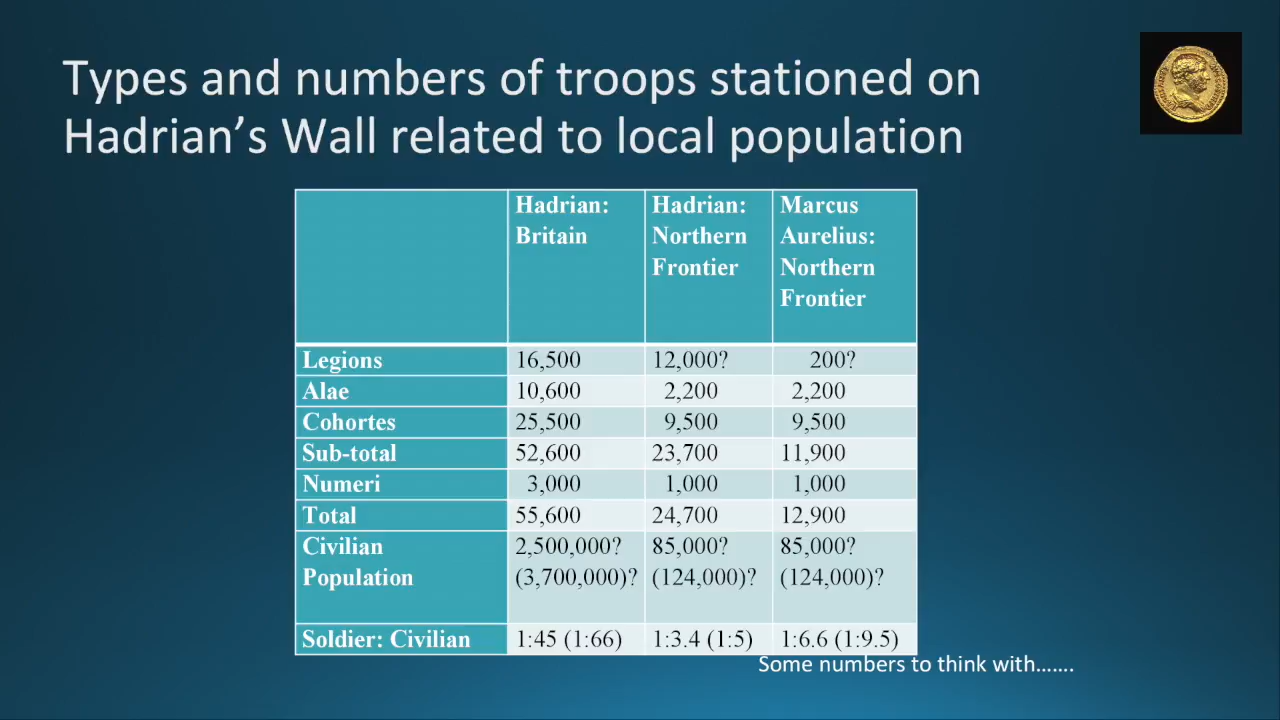 Types and numbers of troops stationed on
Hadrian’s Wall related to local population
Hadrian: Britain Hadrian: Northern Frontier Marcus Aurelius: Northern Frontier
Legions 16,500 12,000? 200?
Alae 10,600 2,200 2,200
Cohortes 25,500 9,500 9,500
Sub-total 52,600 23,700 11,900
Numeri 3,000 1,000 1,000
Total 55,600 24,700 12,900
Civilian 2,500,000? 85,000? 85,000?
Population (3,700,000)? (124,000)? (124,000)?
Soldier: Civilian 1:45 (1:66) 1:3.4 (1:5) 1:6.6 (1:9.5)
Some numbers to think with…….